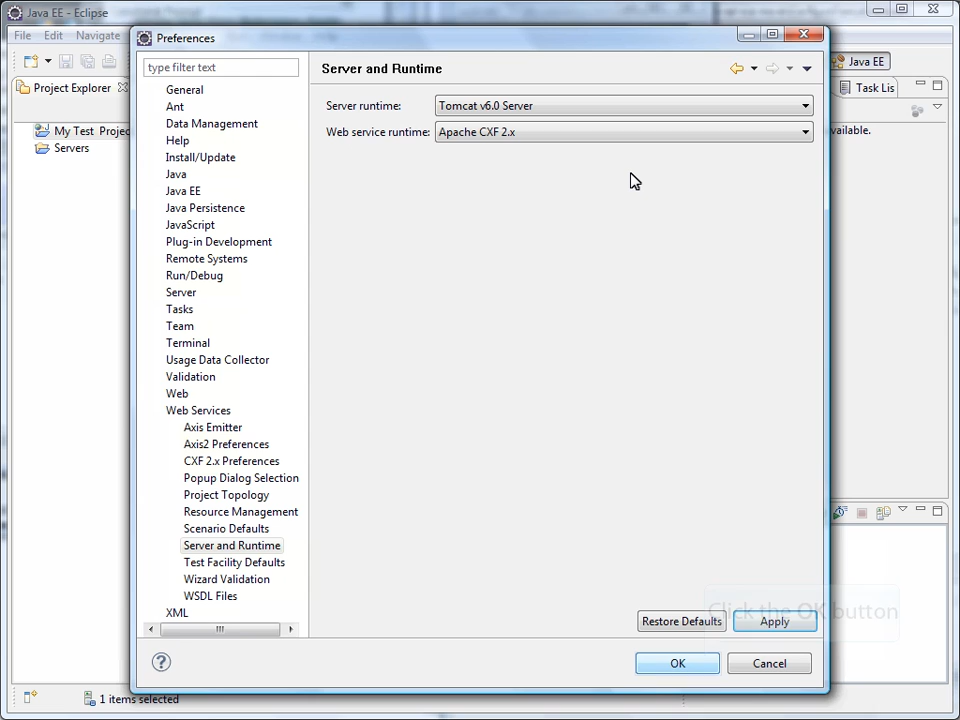 Java EE - Eclipse
File Edit Navigate
Java EE
Project Explorer
Task Lis
My Test Projec
Servers
vailable.
1 items selected
Preferences
type filter text
General
Ant
Data Management
Help
Install/Update
Java
Java EE
Java Persistence
JavaScript
Plug-in Development
Remote Systems
Run/Debug
Server
Tasks
Team
Terminal
Usage Data Collector
Validation
Web
Web Services
Axis Emitter
Axis2 Preferences
CXF 2.x Preferences
Popup Dialog Selection
Project Topology
Resource Management
Scenario Defaults
Server and Runtime
Test Facility Defaults
Wizard Validation
WSDL Files
XML
Server and Runtime
Server runtime: Tomcat v6.0 Server
Web service runtime: Apache CXF 2.x
Click the OK button
Restore Defaults Apply
OK Cancel